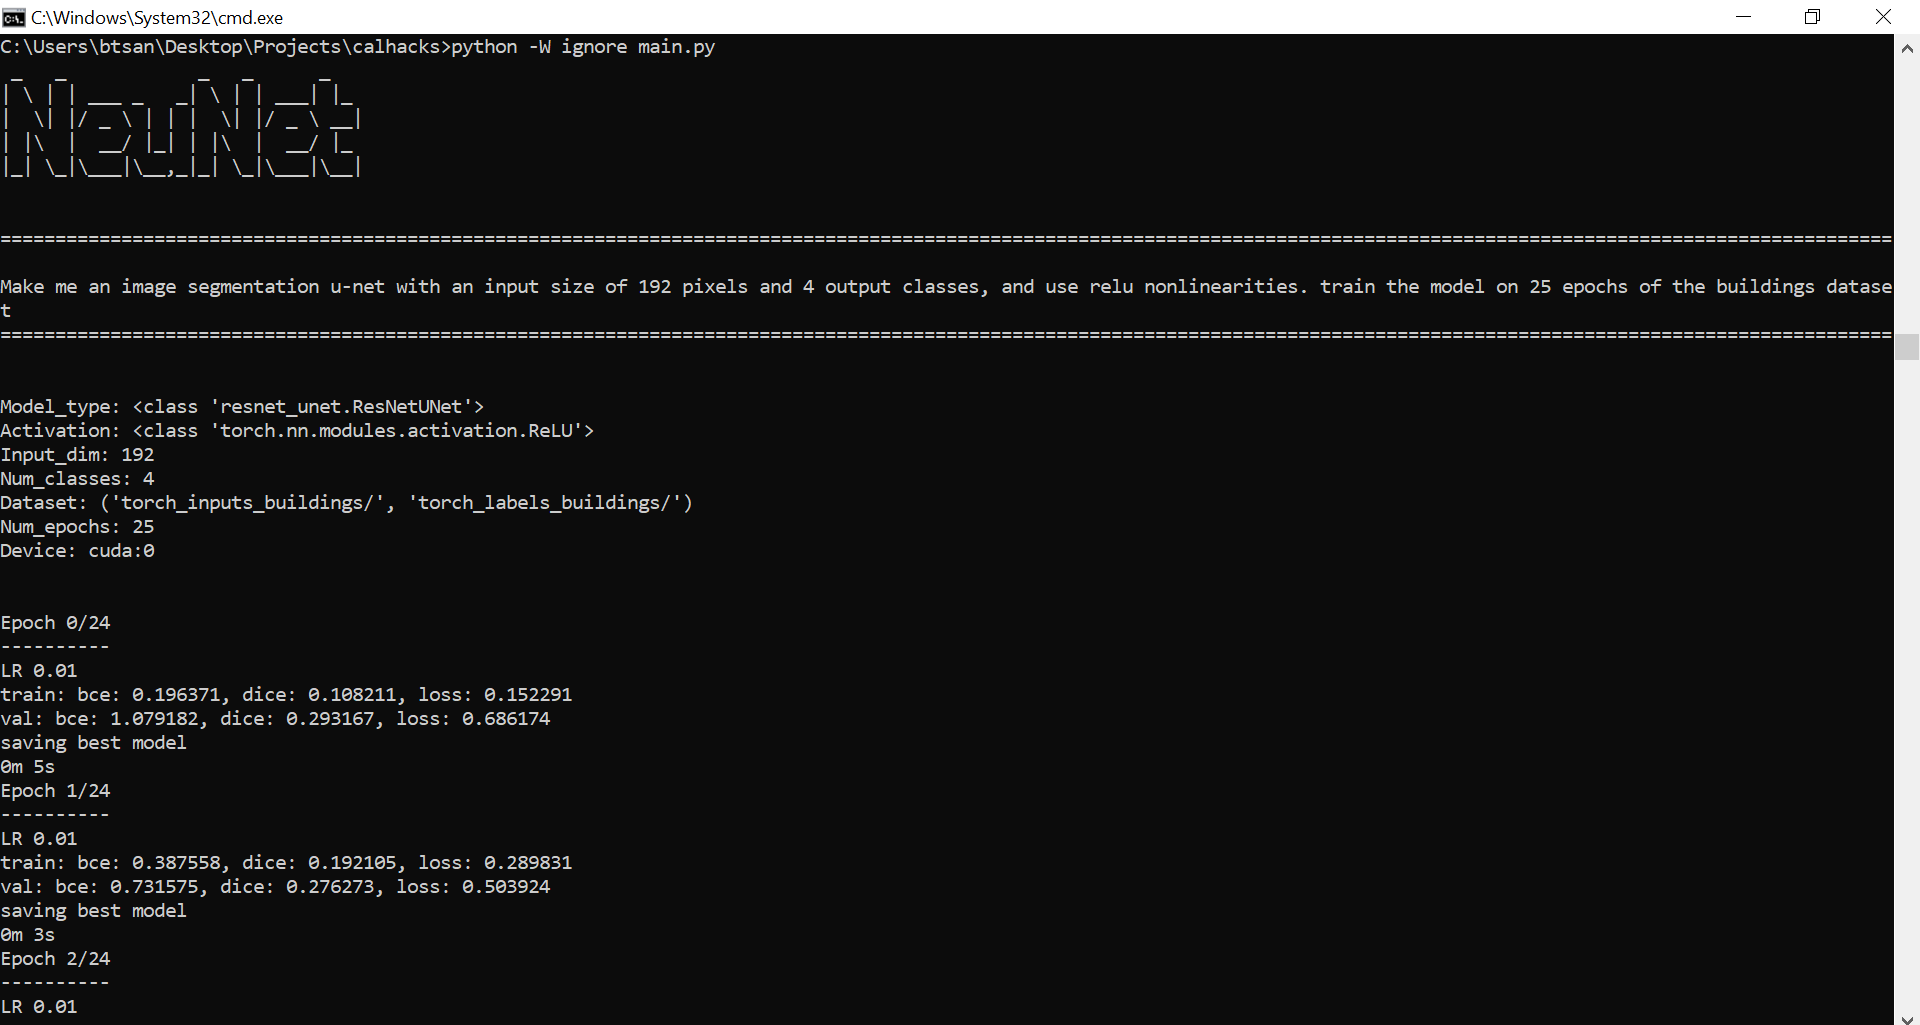 C:\Windows\System32\cmd.exe
C:\Users\btsan\Desktop\Projects\calhacks>python -W ignore main.py
NeuNet
============================================================================================================================================================================
Make me an image segmentation u-net with an input size of 192 pixels and 4 output classes, and use relu nonlinearities. train the model on 25 epochs of the buildings datase
t
============================================================================================================================================================================
Model_type: <class 'resnet_unet.ResNetUNet'>
Activation: <class 'torch.nn.modules.activation.ReLU'>
Input_dim: 192
Num_classes: 4
Dataset: ('torch_inputs_buildings/', 'torch_labels_buildings/')
Num_epochs: 25
Device: cuda:0
Epoch 0/24
----------
LR 0.01
train: bce: 0.196371, dice: 0.108211, loss: 0.152291
val: bce: 1.079182, dice: 0.293167, loss: 0.686174
saving best model
0m 5s
Epoch 1/24
----------
LR 0.01
train: bce: 0.387558, dice: 0.192105, loss: 0.289831
val: bce: 0.731575, dice: 0.276273, loss: 0.503924
saving best model
0m 3s
Epoch 2/24
----------
LR 0.01